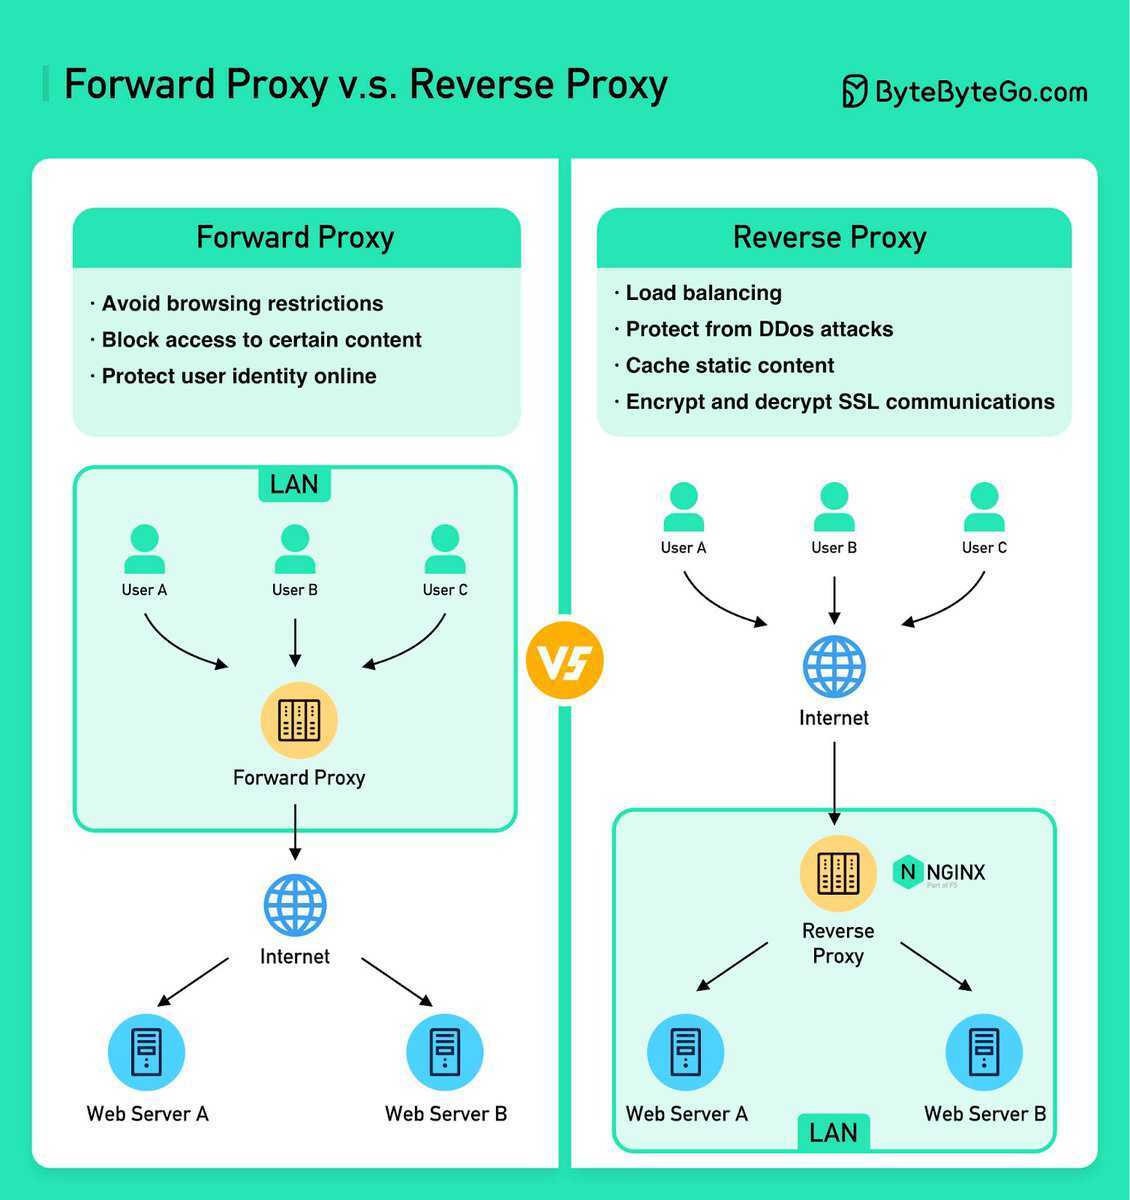 Forward Proxy v.s. Reverse Proxy
ByteByteGo.com
Forward Proxy
· Avoid browsing restrictions
· Block access to certain content
· Protect user identity online
LAN
User A
User B
User C
Forward Proxy
Internet
Web Server A
Web Server B
VS
Reverse Proxy
· Load balancing
· Protect from DDos attacks
· Cache static content
· Encrypt and decrypt SSL communications
User A
User B
User C
Internet
N NGINX
Part of F5
Reverse
Proxy
Web Server A
Web Server B
LAN